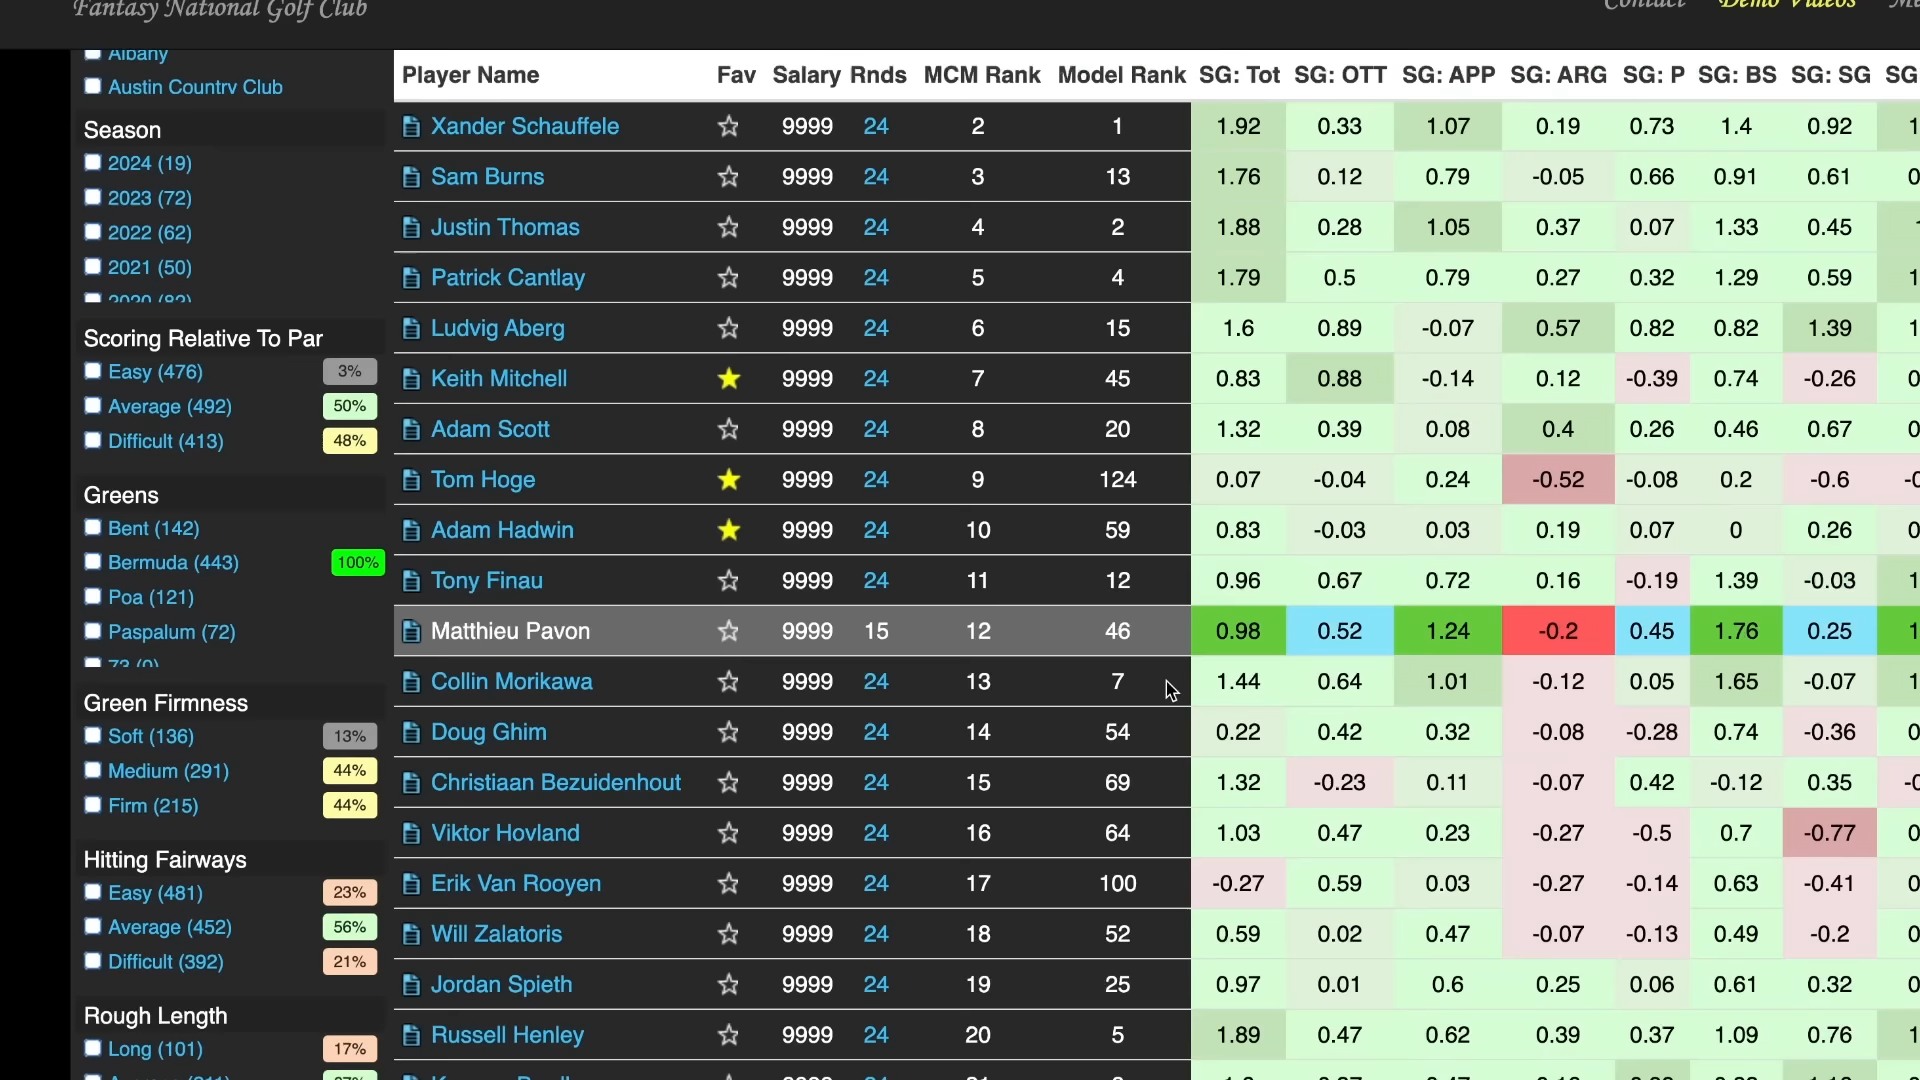 Fantasy National Golf Club
Contact Demo Videos
Albany
Austin Country Club
Season
2024 (19)
2023 (72)
2022 (62)
2021 (50)
2020 (82)
Scoring Relative To Par
Easy (476) 3%
Average (492) 50%
Difficult (413) 48%
Greens
Bent (142)
Bermuda (443) 100%
Poa (121)
Paspalum (72)
Green Firmness
Soft (136) 13%
Medium (291) 44%
Firm (215) 44%
Hitting Fairways
Easy (481) 23%
Average (452) 56%
Difficult (392) 21%
Rough Length
Long (101) 17%
Player Name Fav Salary Rnds MCM Rank Model Rank SG: Tot SG: OTT SG: APP SG: ARG SG: P SG: BS SG: SG SG
Xander Schauffele 9999 24 2 1 1.92 0.33 1.07 0.19 0.73 1.4 0.92 1
Sam Burns 9999 24 3 13 1.76 0.12 0.79 -0.05 0.66 0.91 0.61 0
Justin Thomas 9999 24 4 2 1.88 0.28 1.05 0.37 0.07 1.33 0.45
Patrick Cantlay 9999 24 5 4 1.79 0.5 0.79 0.27 0.32 1.29 0.59 1
Ludvig Aberg 9999 24 6 15 1.6 0.89 -0.07 0.57 0.82 0.82 1.39 1
Keith Mitchell 9999 24 7 45 0.83 0.88 -0.14 0.12 -0.39 0.74 -0.26 0
Adam Scott 9999 24 8 20 1.32 0.39 0.08 0.4 0.26 0.46 0.67 0
Tom Hoge 9999 24 9 124 0.07 -0.04 0.24 -0.52 -0.08 0.2 -0.6 -0
Adam Hadwin 9999 24 10 59 0.83 -0.03 0.03 0.19 0.07 0 0.26 0
Tony Finau 9999 24 11 12 0.96 0.67 0.72 0.16 -0.19 1.39 -0.03 1
Matthieu Pavon 9999 15 12 46 0.98 0.52 1.24 -0.2 0.45 1.76 0.25 1
Collin Morikawa 9999 24 13 7 1.44 0.64 1.01 -0.12 0.05 1.65 -0.07 1
Doug Ghim 9999 24 14 54 0.22 0.42 0.32 -0.08 -0.28 0.74 -0.36 0
Christiaan Bezuidenhout 9999 24 15 69 1.32 -0.23 0.11 -0.07 0.42 -0.12 0.35 -0
Viktor Hovland 9999 24 16 64 1.03 0.47 0.23 -0.27 -0.5 0.7 -0.77 0
Erik Van Rooyen 9999 24 17 100 -0.27 0.59 0.03 -0.27 -0.14 0.63 -0.41 0
Will Zalatoris 9999 24 18 52 0.59 0.02 0.47 -0.07 -0.13 0.49 -0.2 0
Jordan Spieth 9999 24 19 25 0.97 0.01 0.6 0.25 0.06 0.61 0.32 0
Russell Henley 9999 24 20 5 1.89 0.47 0.62 0.39 0.37 1.09 0.76 1